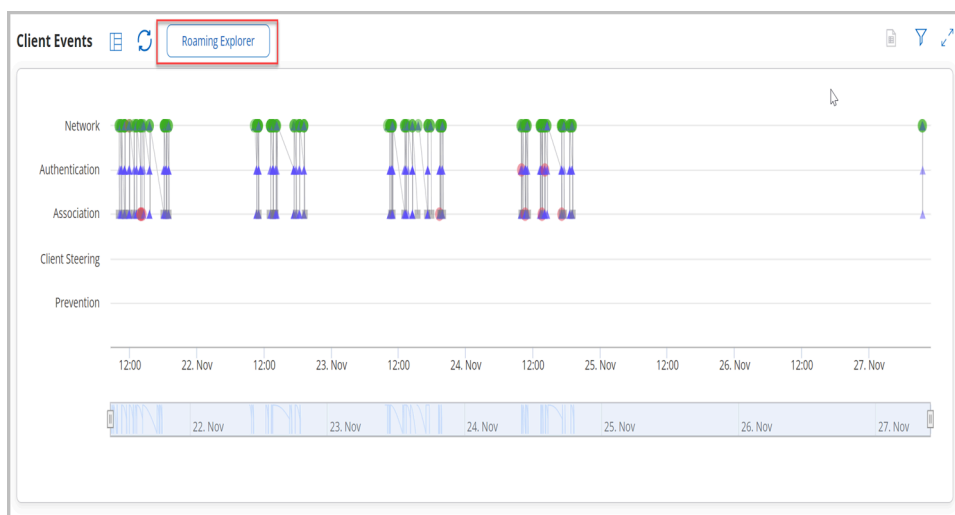 Client Events Roaming Explorer
Network
Authentication
Association
Client Steering
Prevention
12:00 22. Nov 12:00 23. Nov 12:00 24. Nov 12:00 25. Nov 12:00 26. Nov 12:00 27. Nov
22. Nov 23. Nov 24. Nov 25. Nov 26. Nov 27. Nov